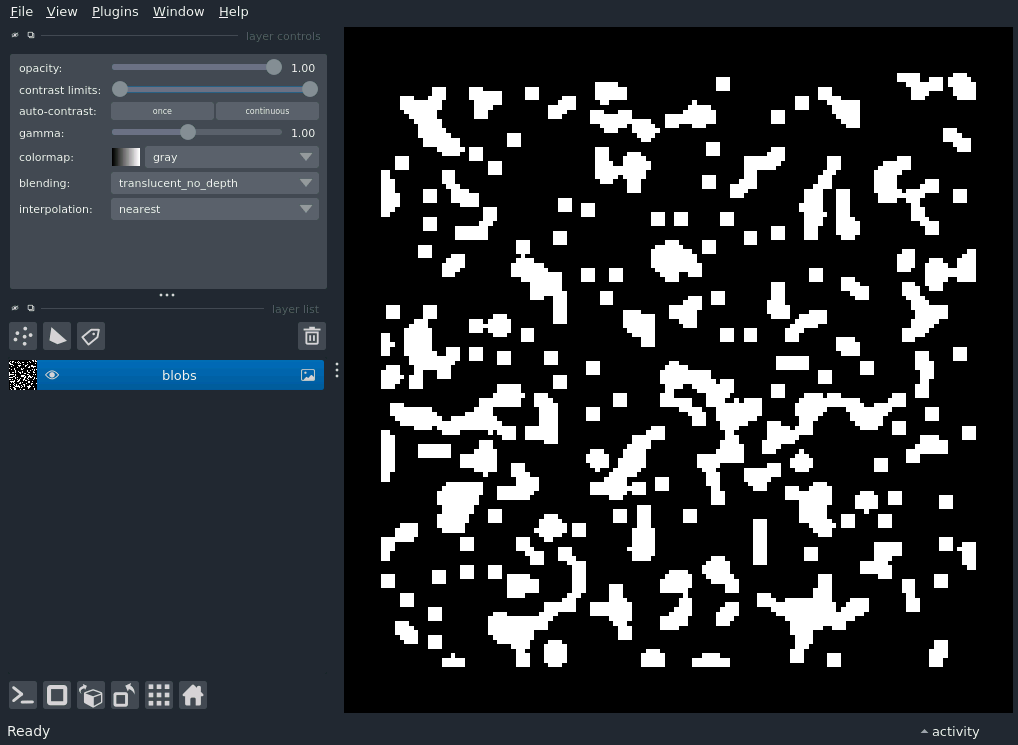 File View Plugins Window Help
layer controls
opacity: 1.00
contrast limits:
auto-contrast: once continuous
gamma: 1.00
colormap: gray
blending: translucent_no_depth
interpolation: nearest
layer list
blobs
Ready
activity